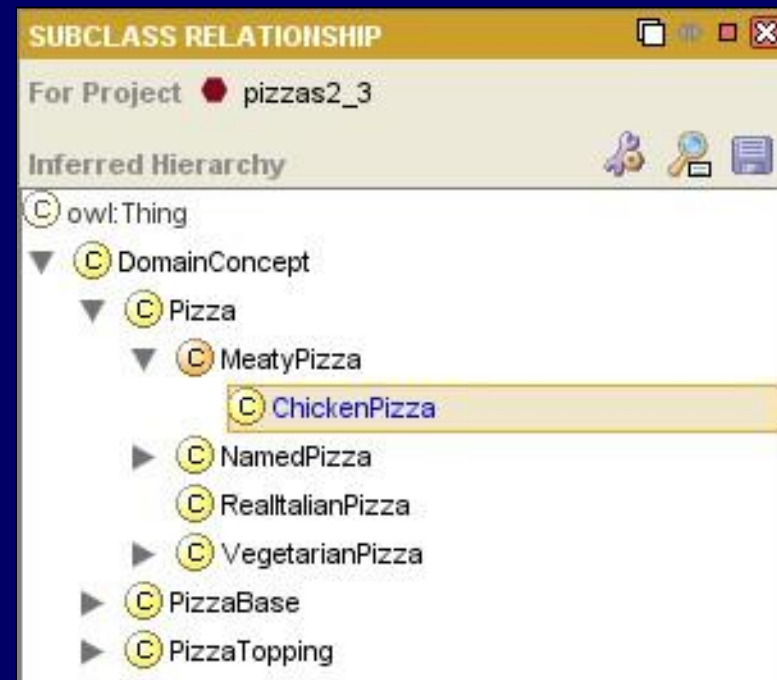 SUBCLASS RELATIONSHIP
For Project pizzas2_3
Inferred Hierarchy
C owl:Thing
C DomainConcept
C Pizza
C MeatyPizza
C ChickenPizza
C NamedPizza
C RealItalianPizza
C VegetarianPizza
C PizzaBase
C PizzaTopping